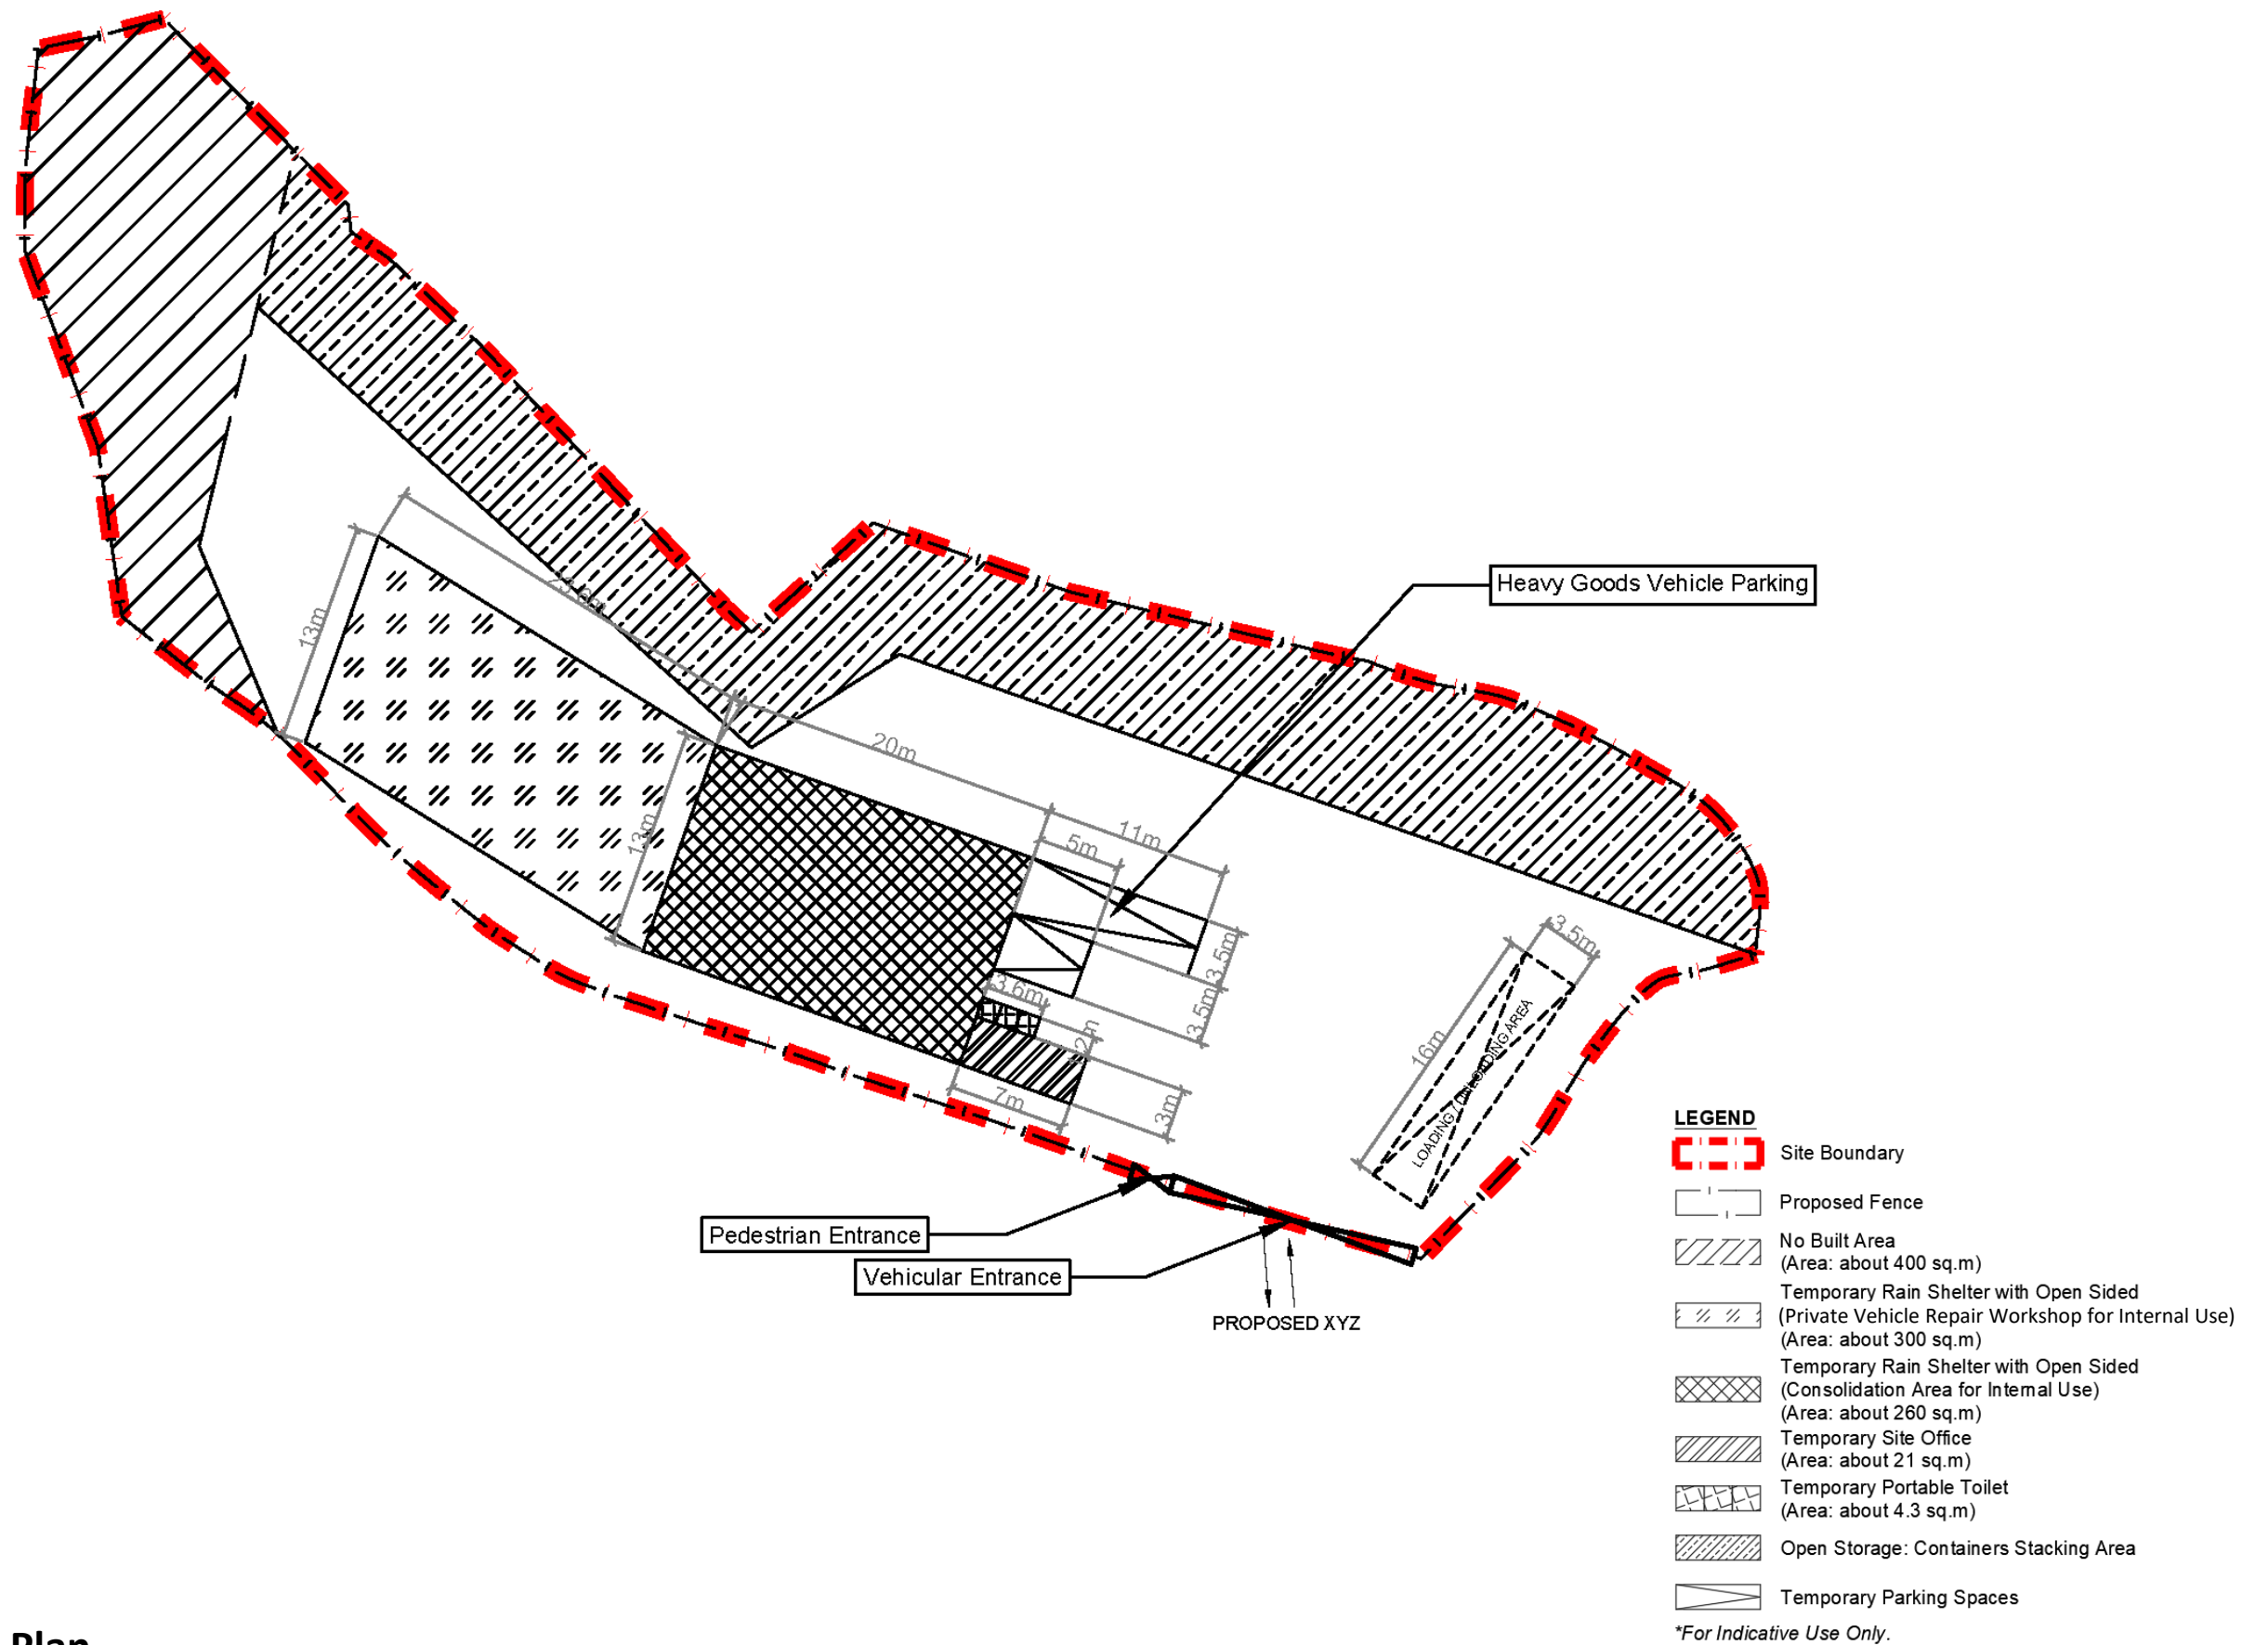 Heavy Goods Vehicle Parking
13m
20m
11m
5m
13m
3.5m
3.5m
3.5m
3.6m
16m
LOADING / UNLOADING AREA
7m
3m
Pedestrian Entrance
Vehicular Entrance
PROPOSED XYZ
LEGEND
Site Boundary
Proposed Fence
No Built Area
(Area: about 400 sq.m)
Temporary Rain Shelter with Open Sided
(Private Vehicle Repair Workshop for Internal Use)
(Area: about 300 sq.m)
Temporary Rain Shelter with Open Sided
(Consolidation Area for Internal Use)
(Area: about 260 sq.m)
Temporary Site Office
(Area: about 21 sq.m)
Temporary Portable Toilet
(Area: about 4.3 sq.m)
Open Storage: Containers Stacking Area
Temporary Parking Spaces
*For Indicative Use Only.
Plan